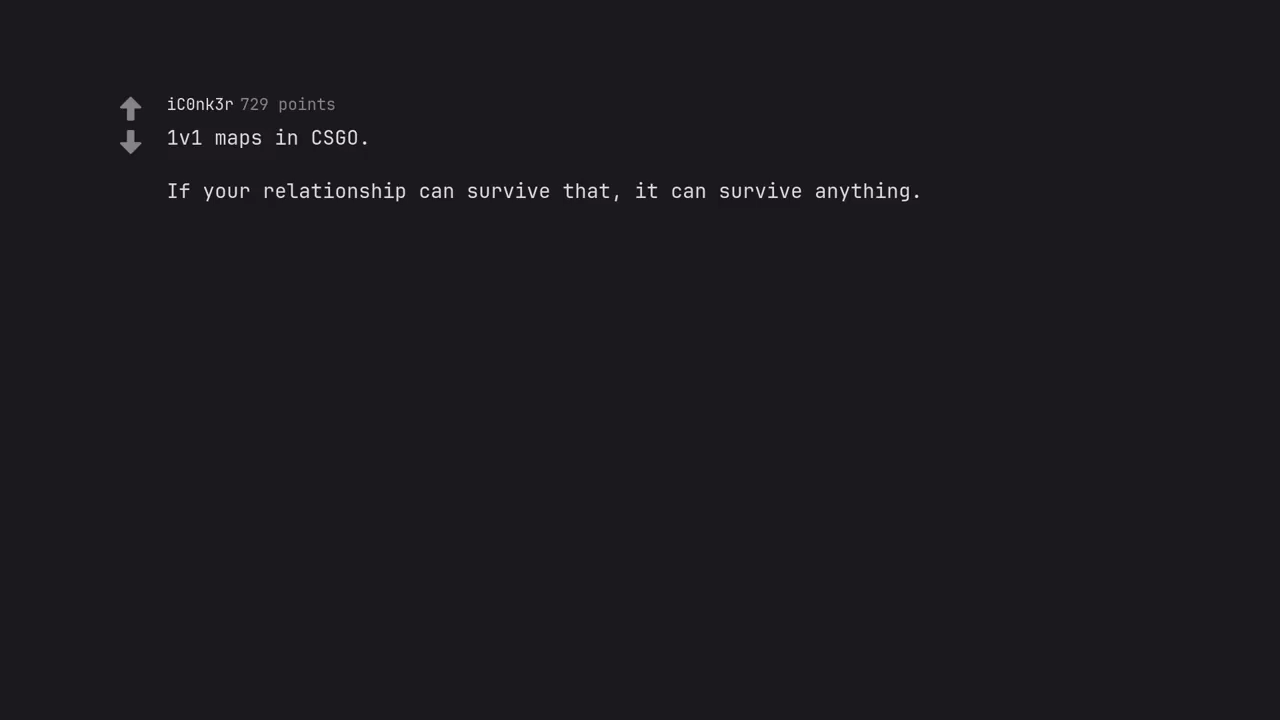 iC0nk3r 729 points
1v1 maps in CSGO.
If your relationship can survive that, it can survive anything.